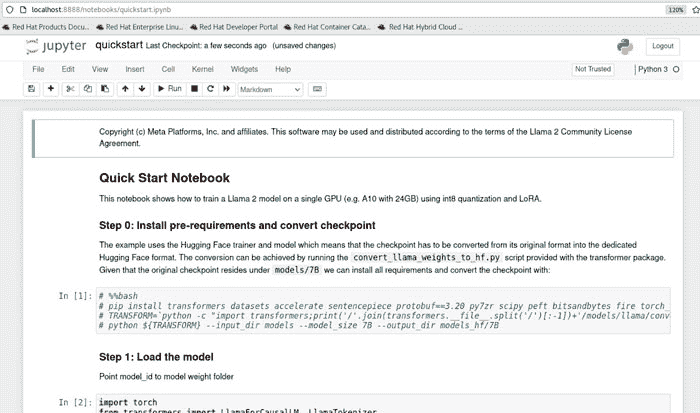 localhost:8888/notebooks/quickstart.ipynb 120%
Red Hat Products Docu... Red Hat Enterprise Linu... Red Hat Developer Portal Red Hat Container Cata... Red Hat Hybrid Cloud ...
jupyter quickstart Last Checkpoint: a few seconds ago (unsaved changes) Logout
File Edit View Insert Cell Kernel Widgets Help Not Trusted Python 3
Run Markdown
Copyright (c) Meta Platforms, Inc. and affiliates. This software may be used and distributed according to the terms of the Llama 2 Community License
Agreement.
Quick Start Notebook
This notebook shows how to train a Llama 2 model on a single GPU (e.g. A10 with 24GB) using int8 quantization and LoRA.
Step 0: Install pre-requirements and convert checkpoint
The example uses the Hugging Face trainer and model which means that the checkpoint has to be converted from its original format into the dedicated
Hugging Face format. The conversion can be achieved by running the convert_llama_weights_to_hf.py script provided with the transformer package.
Given that the original checkpoint resides under models/7B we can install all requirements and convert the checkpoint with:
In [1]: # %%bash
# pip install transformers datasets accelerate sentencepiece protobuf==3.20 py7zr scipy peft bitsandbytes fire torch_
# TRANSFORM=`python -c "import transformers;print('/'.join(transformers.__file__.split('/')[:-1])+'/models/llama/conv
# python ${TRANSFORM} --input_dir models --model_size 7B --output_dir models_hf/7B
Step 1: Load the model
Point model_id to model weight folder
In [2]: import torch
from transformers import LlamaForCausalLM, LlamaTokenizer